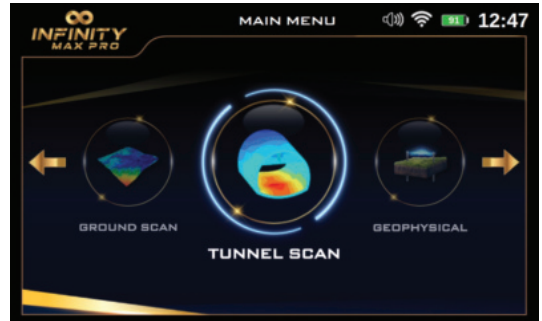 INFINITY
MAX PRO
MAIN MENU
91
12:47
GROUND SCAN
TUNNEL SCAN
GEOPHYSICAL